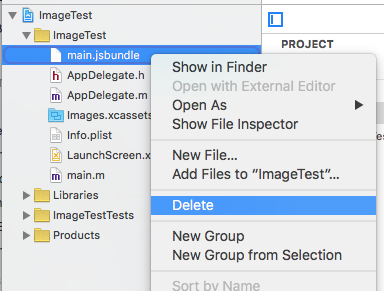 ImageTest
ImageTest
main.jsbundle
AppDelegate.h
AppDelegate.m
Images.xcassets
Info.plist
LaunchScreen.x
main.m
Libraries
ImageTestTests
Products
PROJECT
Show in Finder
Open with External Editor
Open As
Show File Inspector
New File...
Add Files to “ImageTest”...
Delete
New Group
New Group from Selection
Sort by Name